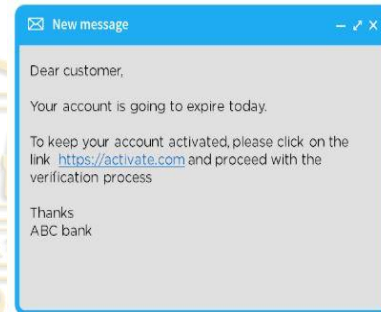 New message
Dear customer,
Your account is going to expire today.
To keep your account activated, please click on the
link https://activate.com and proceed with the
verification process
Thanks
ABC bank